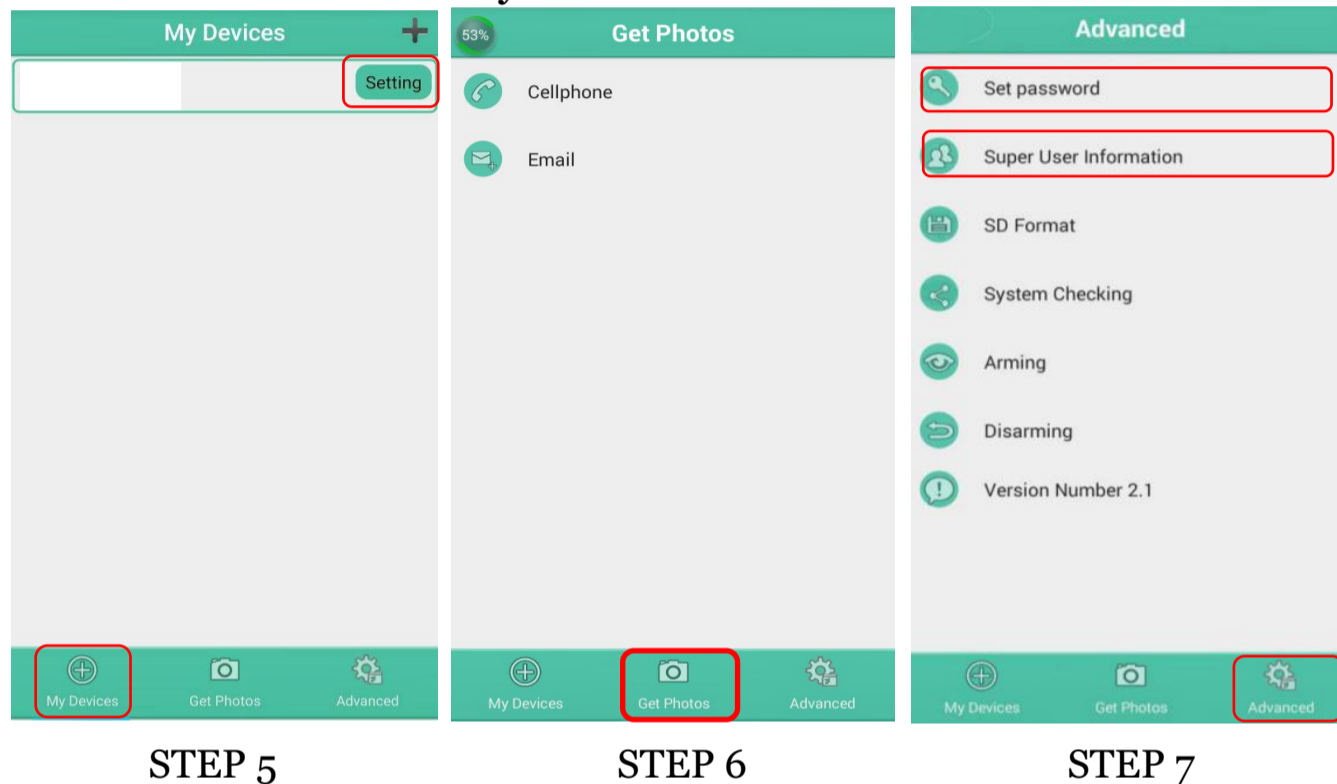 My Devices
Setting
My Devices
Get Photos
Advanced
STEP 5
53%
Get Photos
Cellphone
Email
My Devices
Get Photos
Advanced
STEP 6
Advanced
Set password
Super User Information
SD Format
System Checking
Arming
Disarming
Version Number 2.1
My Devices
Get Photos
Advanced
STEP 7